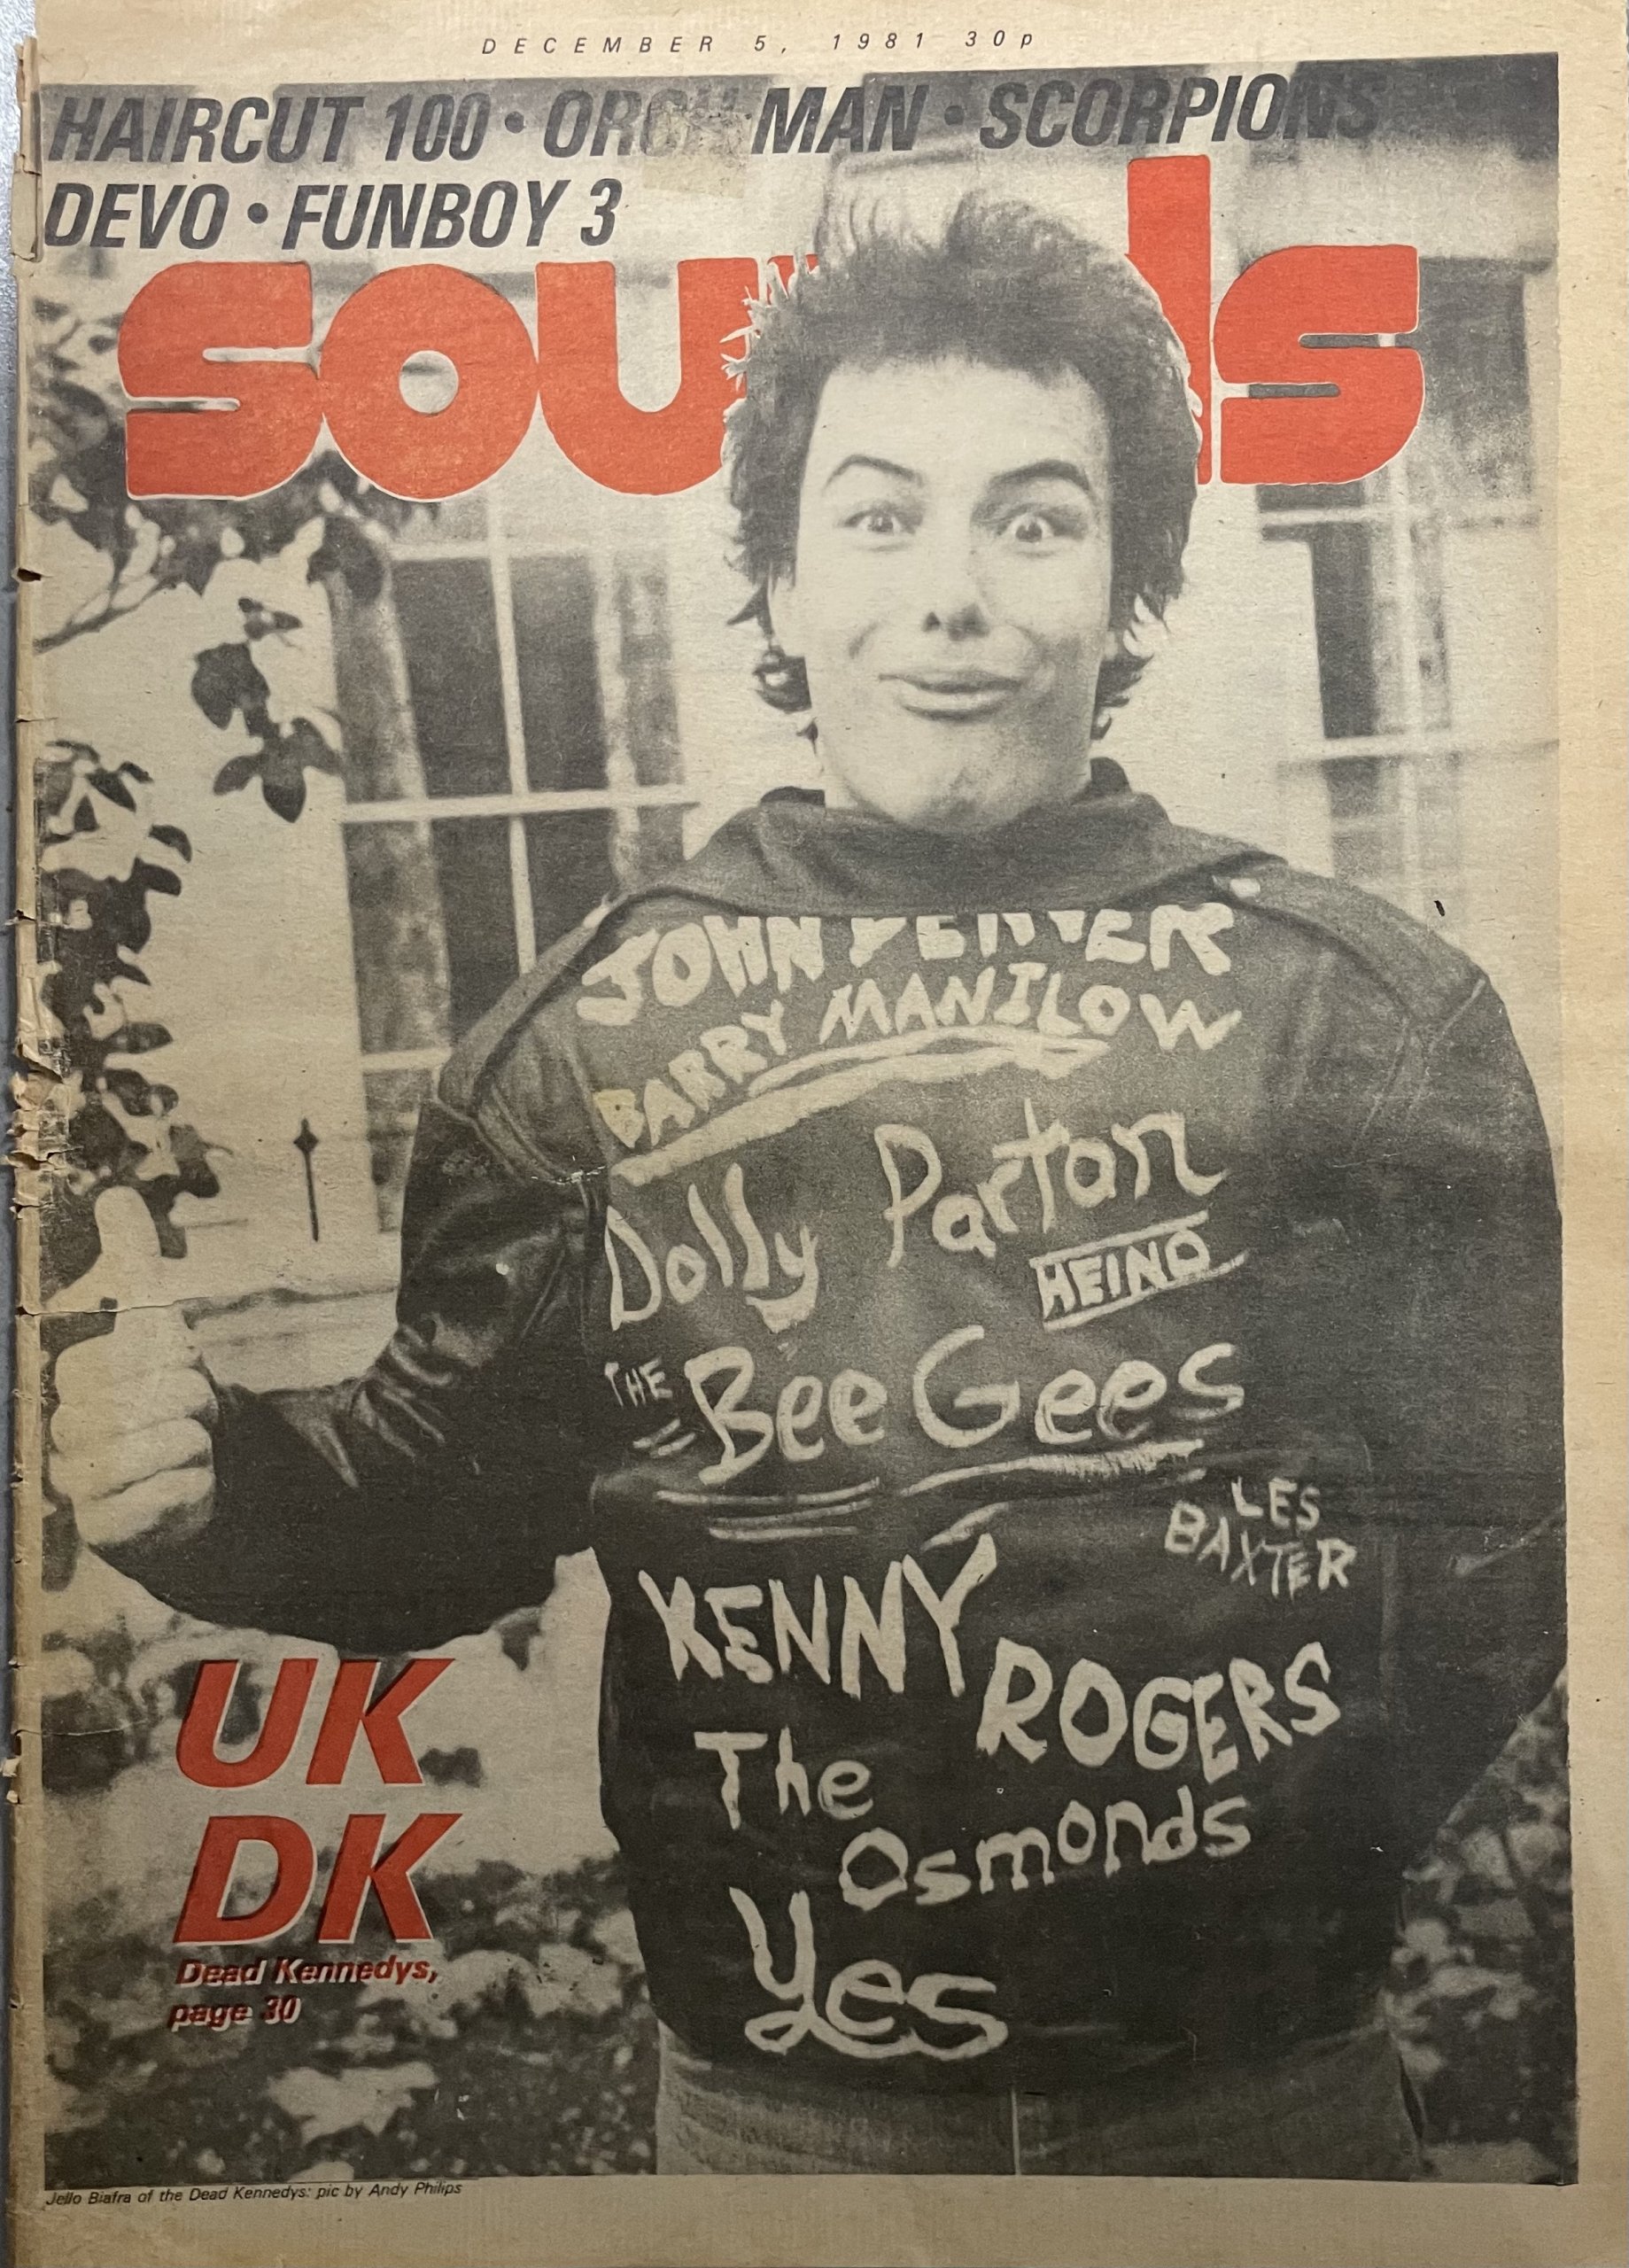 DECEMBER 5, 1981 30p
HAIRCUT 100 • MAN • SCORPIONS
DEVO • FUNBOY 3
sounds
JOHN DENVER
BARRY MANILOW
Dolly Parton
HEINO
THE Bee Gees
LES
BAXTER
KENNY
ROGERS
The
Osmonds
Yes
UK
DK
Dead Kennedys,
page 30
Jello Biafra of the Dead Kennedys: pic by Andy Philips